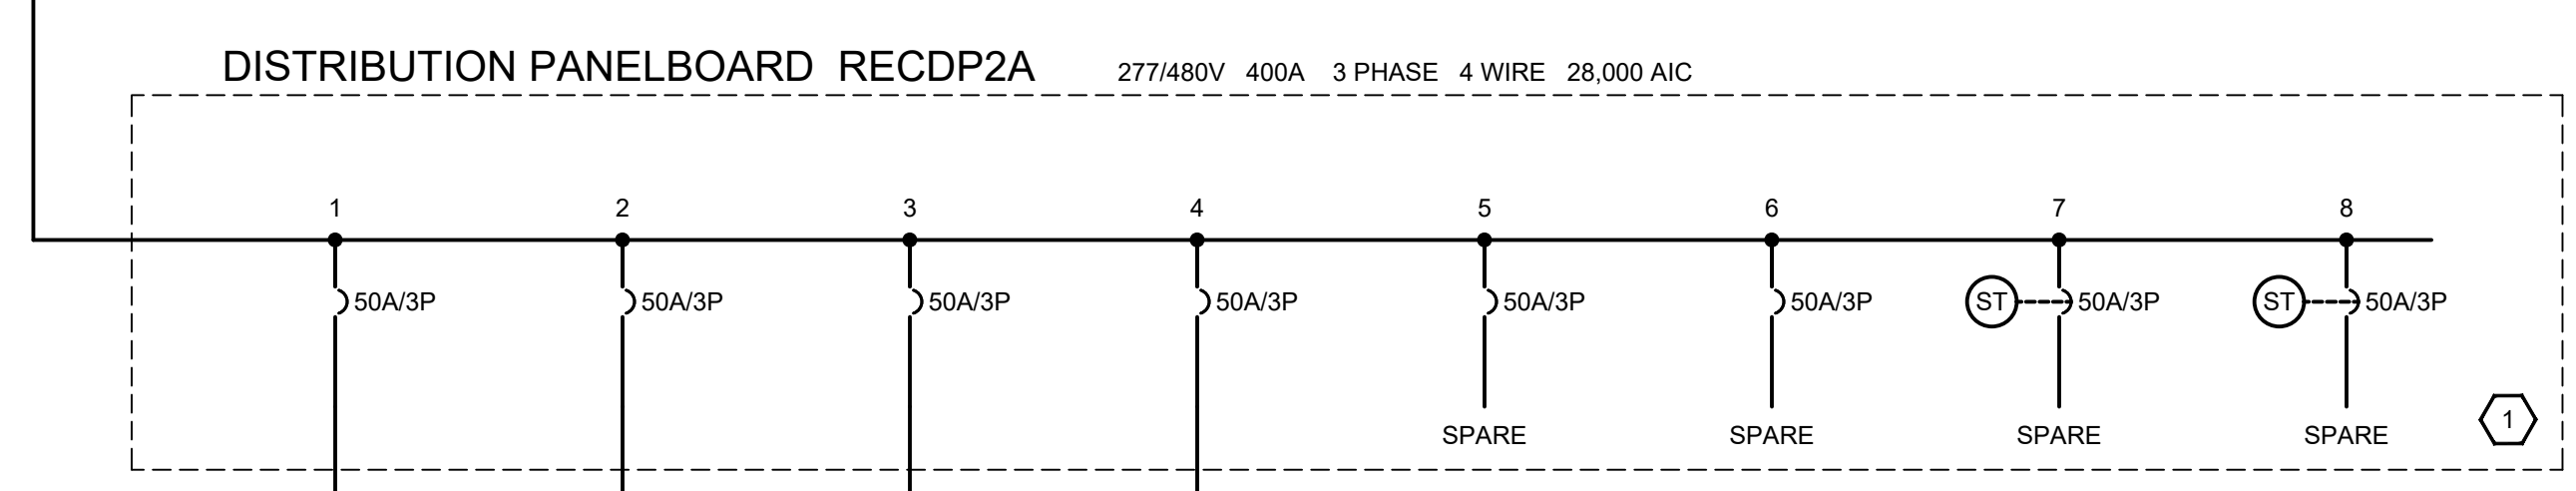 DISTRIBUTION PANELBOARD RECDP2A 277/480V 400A 3 PHASE 4 WIRE 28,000 AIC
1 2 3 4 5 6 7 8
50A/3P 50A/3P 50A/3P 50A/3P 50A/3P 50A/3P ST 50A/3P ST 50A/3P
SPARE SPARE SPARE SPARE 1